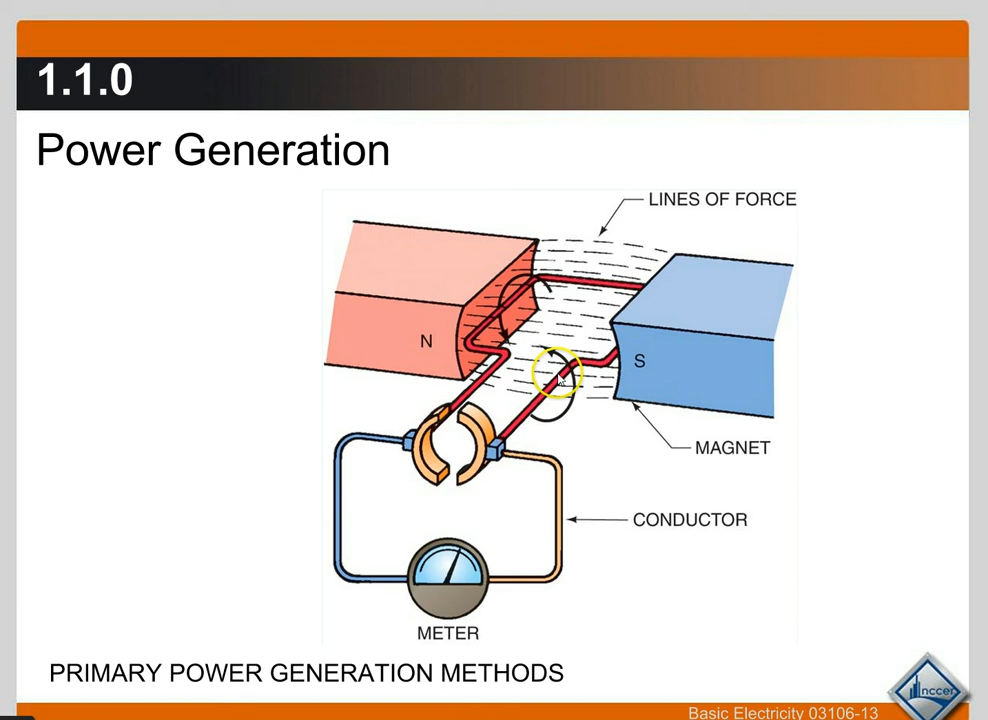 1.1.0
Power Generation
LINES OF FORCE
N
S
MAGNET
CONDUCTOR
METER
PRIMARY POWER GENERATION METHODS
nccer
Basic Electricity 03106-13